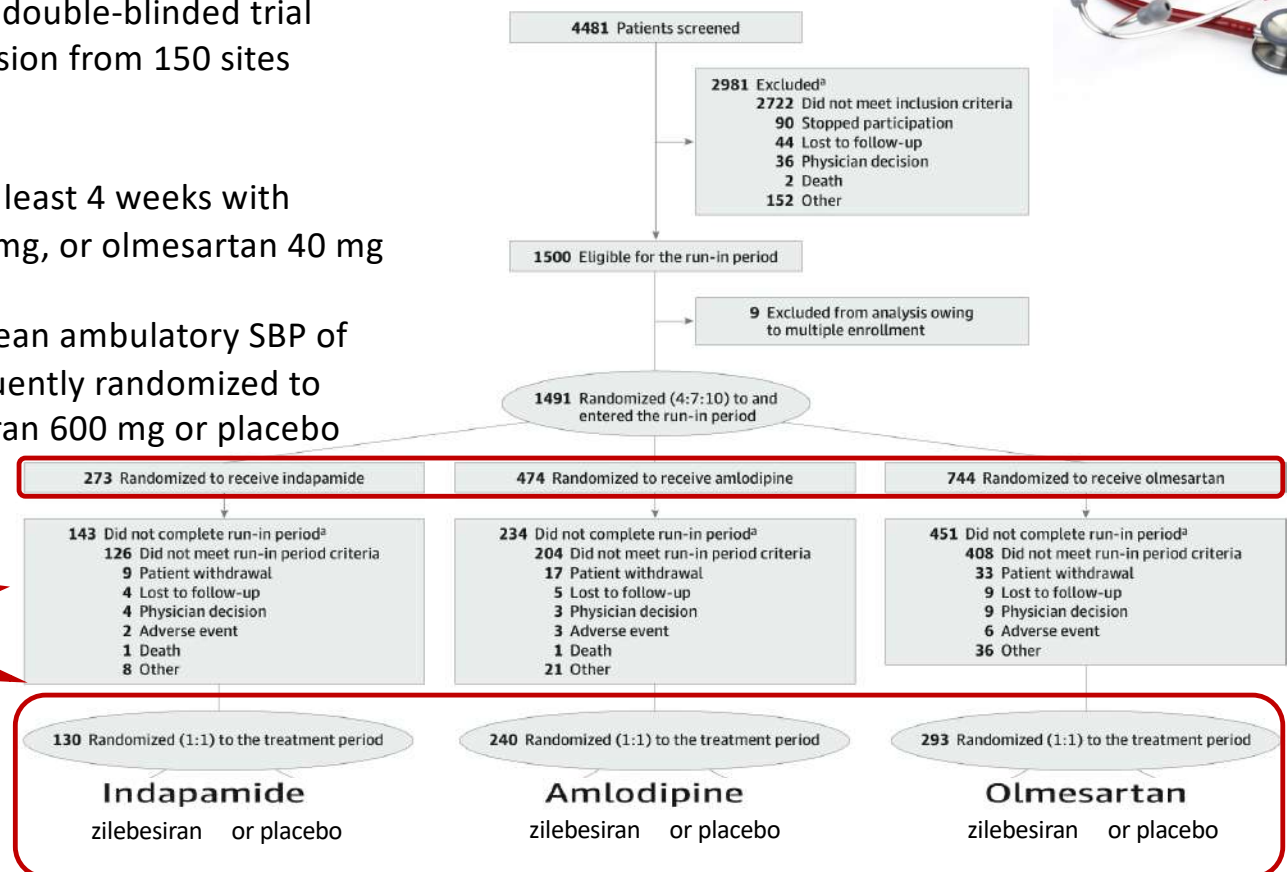 double-blinded trial
sion from 150 sites
least 4 weeks with
mg, or olmesartan 40 mg
ean ambulatory SBP of
uently randomized to
ran 600 mg or placebo
4481 Patients screened
2981 Excludedᵃ
2722 Did not meet inclusion criteria
90 Stopped participation
44 Lost to follow-up
36 Physician decision
2 Death
152 Other
1500 Eligible for the run-in period
9 Excluded from analysis owing
to multiple enrollment
1491 Randomized (4:7:10) to and
entered the run-in period
273 Randomized to receive indapamide
474 Randomized to receive amlodipine
744 Randomized to receive olmesartan
143 Did not complete run-in periodᵃ
126 Did not meet run-in period criteria
9 Patient withdrawal
4 Lost to follow-up
4 Physician decision
2 Adverse event
1 Death
8 Other
234 Did not complete run-in periodᵃ
204 Did not meet run-in period criteria
17 Patient withdrawal
5 Lost to follow-up
3 Physician decision
3 Adverse event
1 Death
21 Other
451 Did not complete run-in periodᵃ
408 Did not meet run-in period criteria
33 Patient withdrawal
9 Lost to follow-up
9 Physician decision
6 Adverse event
36 Other
130 Randomized (1:1) to the treatment period
240 Randomized (1:1) to the treatment period
293 Randomized (1:1) to the treatment period
Indapamide
zilebesiran or placebo
Amlodipine
zilebesiran or placebo
Olmesartan
zilebesiran or placebo